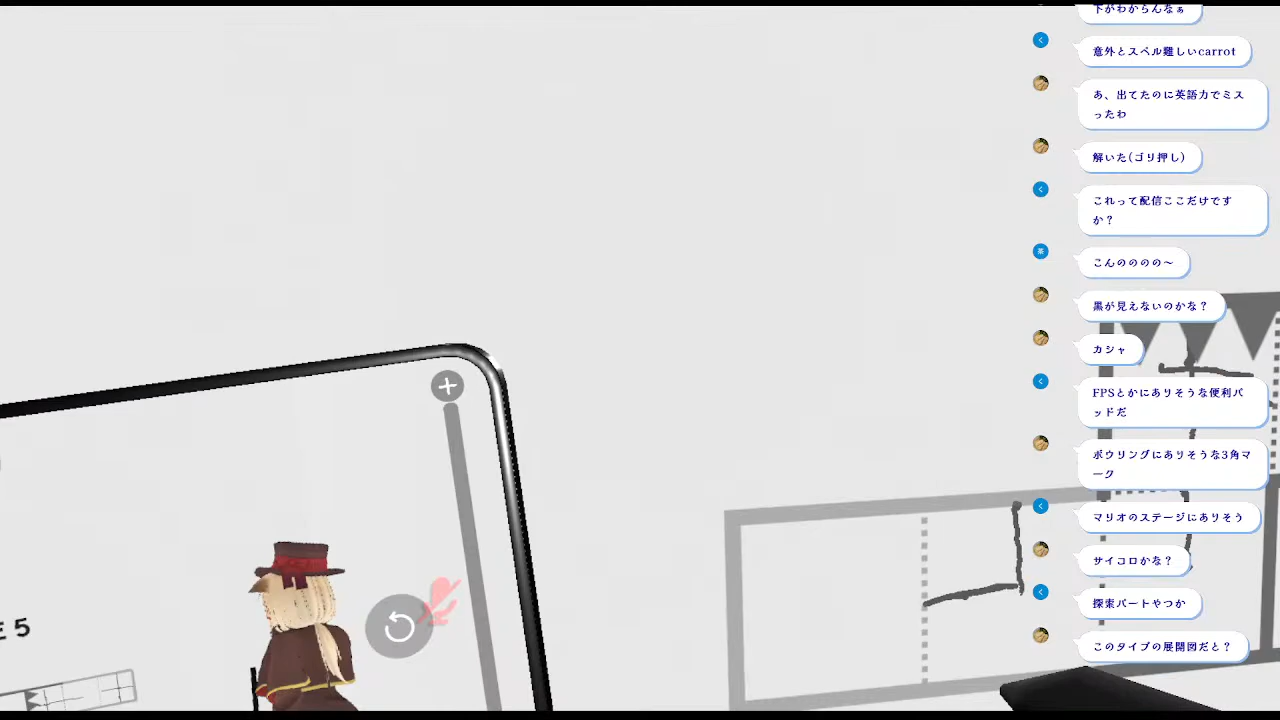 下がわからんなぁ
意外とスペル難しいcarrot
あ、出てたのに英語力でミス
ったわ
解いた(ゴリ押し)
これって配信ここだけです
か？
茶
こんのののの～
黒が見えないのかな？
カシャ
FPSとかにありそうな便利パ
ッドだ
ボウリングにありそうな3角マ
ーク
マリオのステージにありそう
サイコロかな？
探索パートやつか
このタイプの展開図だと？
E 5